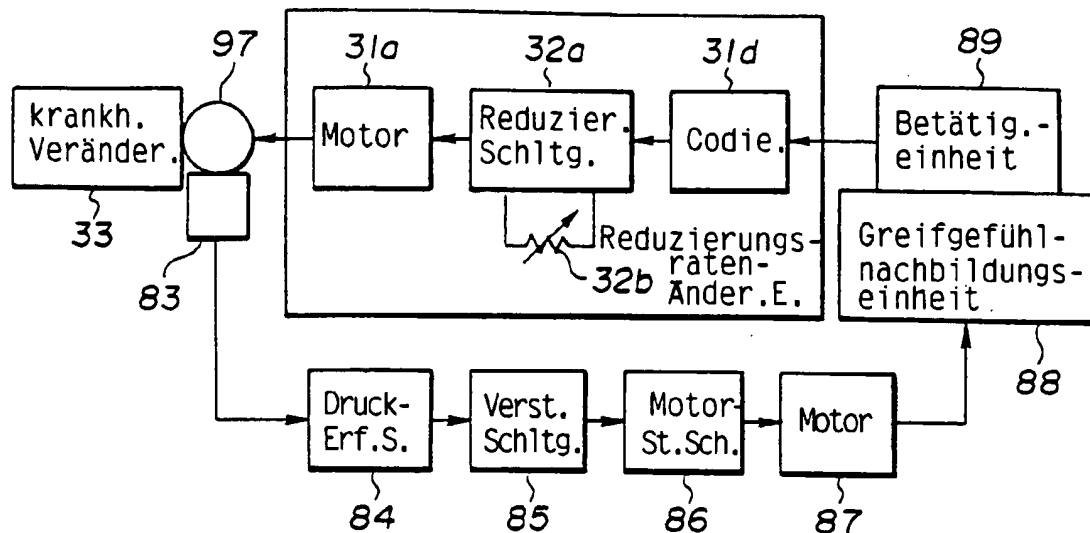 97
31a
32a
31d
89
krankh.
Veränder.
Motor
Reduzier.
Schltg.
Codie.
Betätig.-
einheit
33
83
Reduzierungs-
raten-
Änder.E.
32b
Greifgefühl-
nachbildungs-
einheit
88
Druck-
Erf.S.
Verst.
Schltg.
Motor-
St.Sch.
Motor
84
85
86
87